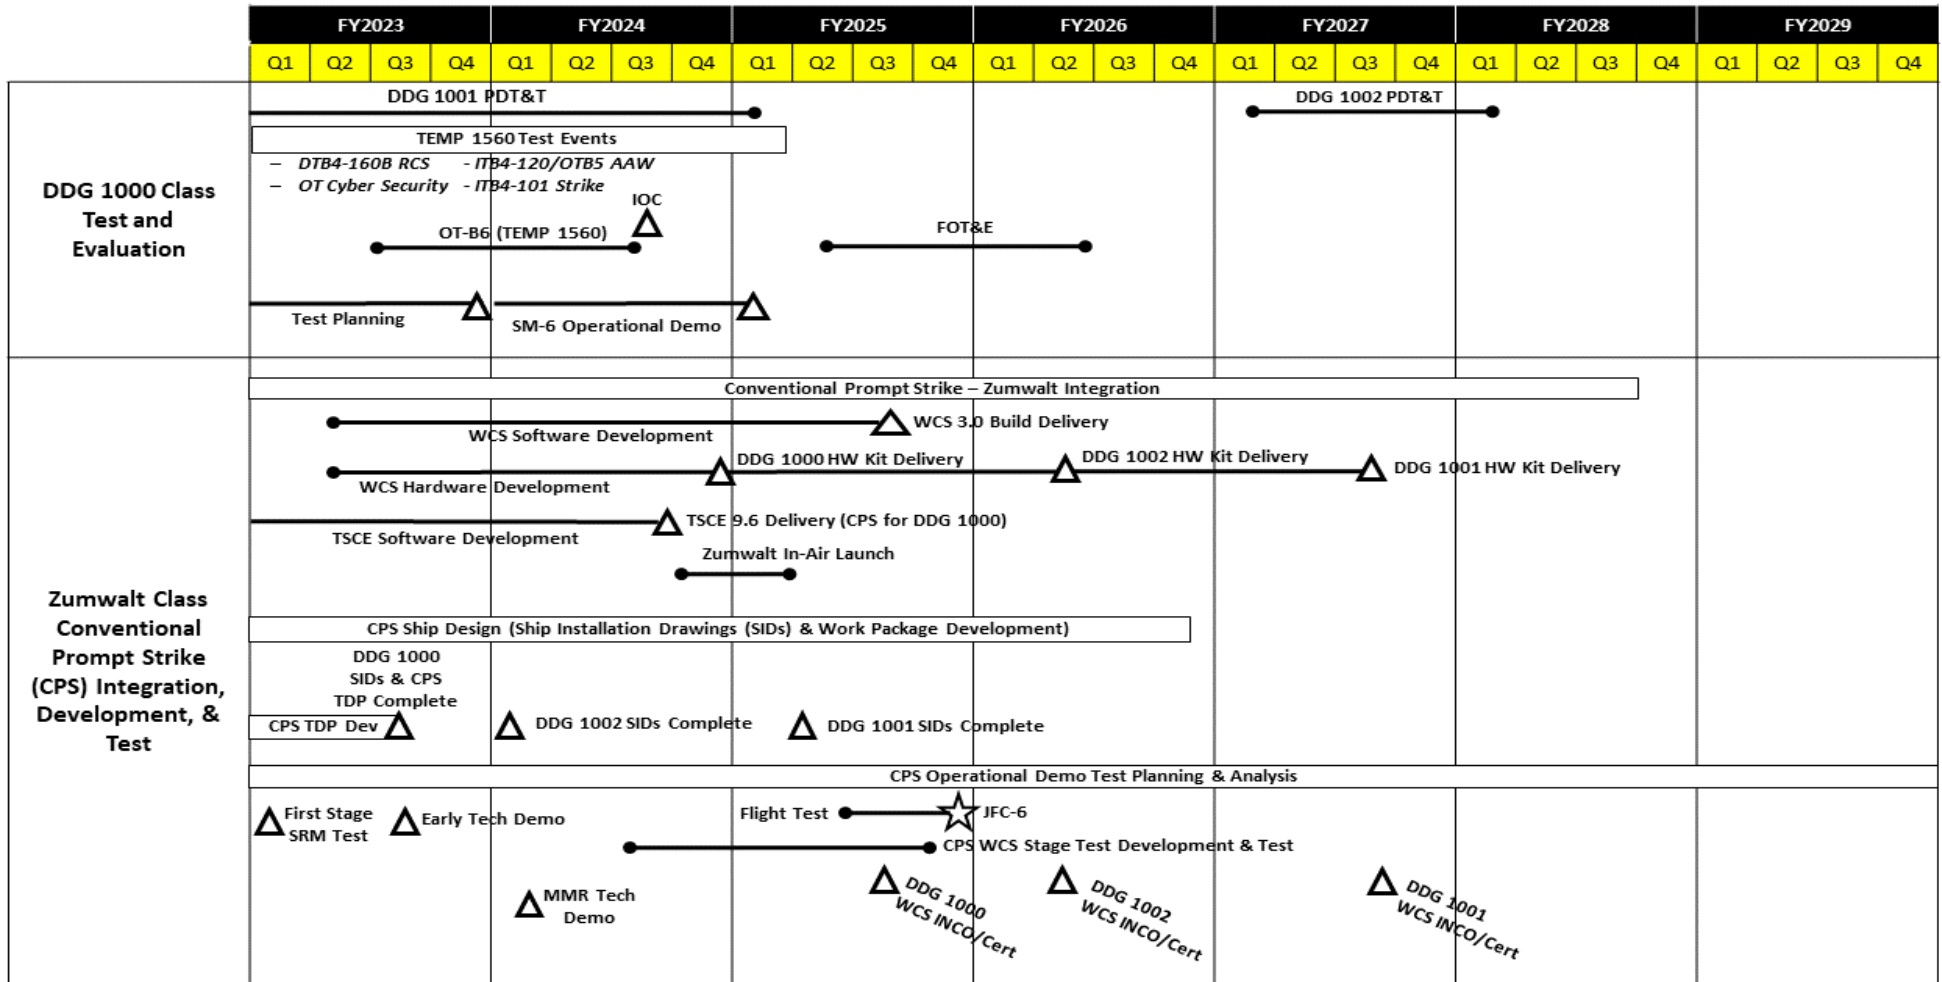 FY2023 FY2024 FY2025 FY2026 FY2027 FY2028 FY2029
Q1 Q2 Q3 Q4 Q1 Q2 Q3 Q4 Q1 Q2 Q3 Q4 Q1 Q2 Q3 Q4 Q1 Q2 Q3 Q4 Q1 Q2 Q3 Q4 Q1 Q2 Q3 Q4
DDG 1000 Class
Test and
Evaluation
DDG 1001 PDT&T
DDG 1002 PDT&T
TEMP 1560 Test Events
– DTB4-160B RCS - ITB4-120/OTB5 AAW
– OT Cyber Security - ITB4-101 Strike
IOC
OT-B6 (TEMP 1560)
FOT&E
Test Planning
SM-6 Operational Demo
Zumwalt Class
Conventional
Prompt Strike
(CPS) Integration,
Development, &
Test
Conventional Prompt Strike – Zumwalt Integration
WCS 3.0 Build Delivery
WCS Software Development
DDG 1000 HW Kit Delivery
DDG 1002 HW Kit Delivery
DDG 1001 HW Kit Delivery
WCS Hardware Development
TSCE 9.6 Delivery (CPS for DDG 1000)
TSCE Software Development
Zumwalt In-Air Launch
CPS Ship Design (Ship Installation Drawings (SIDs) & Work Package Development)
DDG 1000
SIDs & CPS
TDP Complete
CPS TDP Dev
DDG 1002 SIDs Complete
DDG 1001 SIDs Complete
CPS Operational Demo Test Planning & Analysis
First Stage
SRM Test
Early Tech Demo
Flight Test
JFC-6
CPS WCS Stage Test Development & Test
MMR Tech
Demo
DDG 1000
WCS INCO/Cert
DDG 1002
WCS INCO/Cert
DDG 1001
WCS INCO/Cert